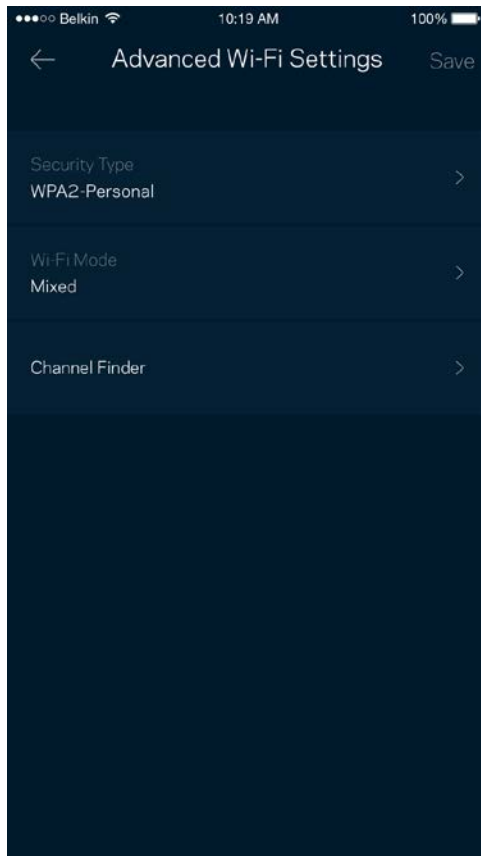 Belkin 10:19 AM 100%
Advanced Wi-Fi Settings Save
Security Type
WPA2-Personal
Wi-Fi Mode
Mixed
Channel Finder